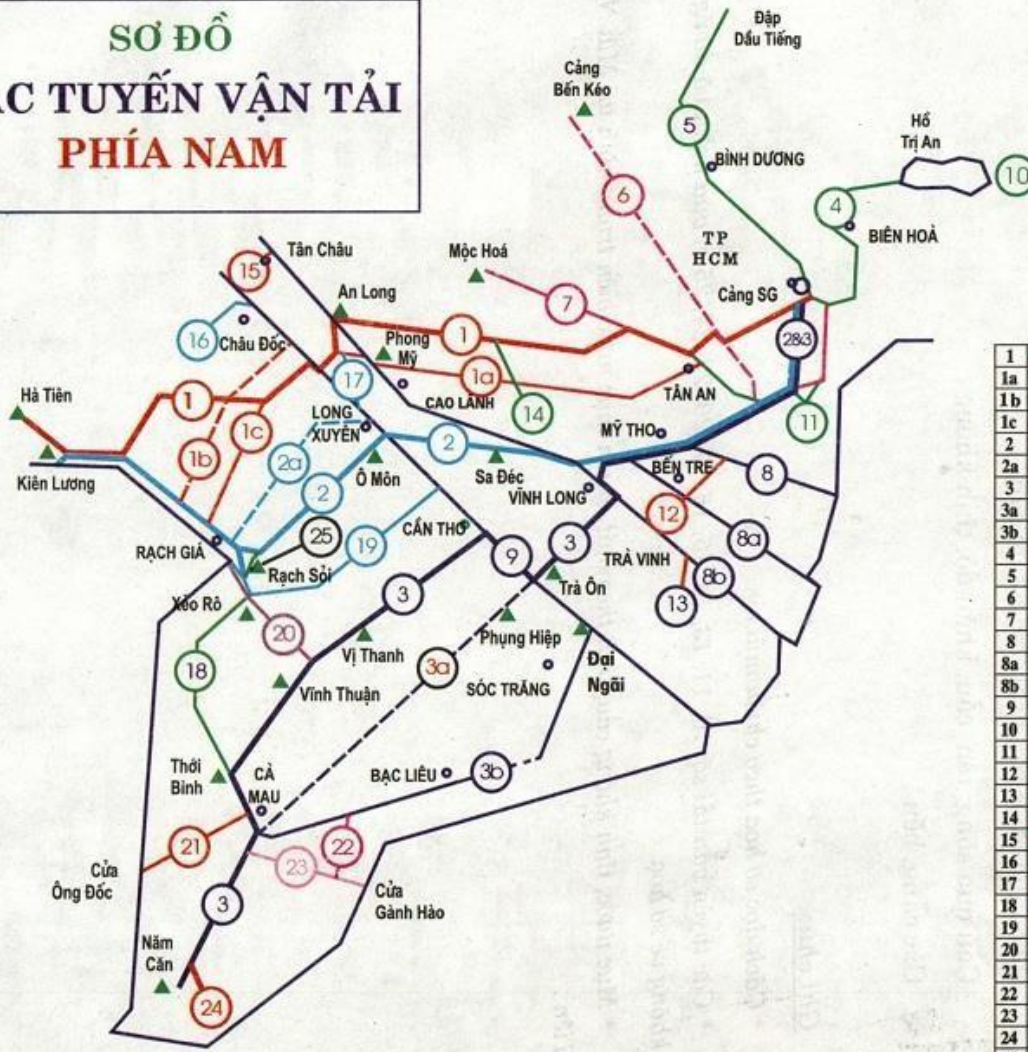 SƠ ĐỒ
C TUYẾN VẬN TẢI
PHÍA NAM
Đập
Dầu Tiếng
Cảng
Bến Kéo
5
BÌNH DƯƠNG
Hồ
Trị An
10
4
BIÊN HOÀ
6
TP
HCM
Mộc Hoá
7
Cảng SG
2&3
15
Tân Châu
An Long
16
Châu Đốc
1
Phong
Mỹ
17
1a
14
CAO LÃNH
TÂN AN
11
Hà Tiên
1
1c
1b
LONG
XUYÊN
2a
2
Ô Môn
2
Sa Đéc
MỸ THO
BẾN TRE
8
Kiên Lương
VĨNH LONG
12
8a
RẠCH GIÁ
25
19
CẦN THƠ
9
3
TRÀ VINH
8b
13
Rạch Sỏi
Xẻo Rô
20
3
Trà Ôn
Vị Thanh
Phụng Hiệp
18
3a
Vĩnh Thuận
SÓC TRĂNG
Đại
Ngãi
Thới
Bình
CÀ
MAU
BẠC LIÊU
3b
21
22
23
Cửa
Ông Đốc
3
Cửa
Gành Hào
Năm
Căn
24
1
1a
1b
1c
2
2a
3
3a
3b
4
5
6
7
8
8a
8b
9
10
11
12
13
14
15
16
17
18
19
20
21
22
23
24